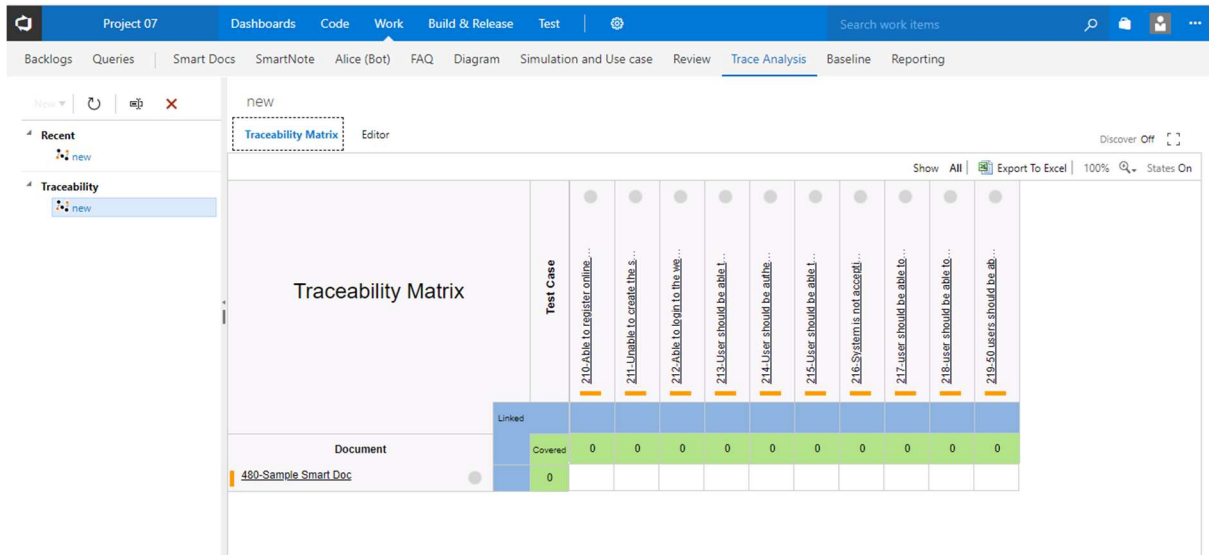 Project 07 Dashboards Code Work Build & Release Test Search work items
Backlogs Queries Smart Docs SmartNote Alice (Bot) FAQ Diagram Simulation and Use case Review Trace Analysis Baseline Reporting
New
new
Recent
new
Traceability
new
Traceability Matrix Editor
Discover Off
Show All Export To Excel 100% States On
Traceability Matrix
Test Case
210-Able to register online ...
211-Unable to create the s...
212-Able to login to the we...
213-User should be able t...
214-User should be authe...
215-User should be able t...
216-System is not accepti...
217-user should be able to...
218-user should be able to...
219-50 users should be ab...
Linked
Document Covered 0 0 0 0 0 0 0 0 0 0
480-Sample Smart Doc 0